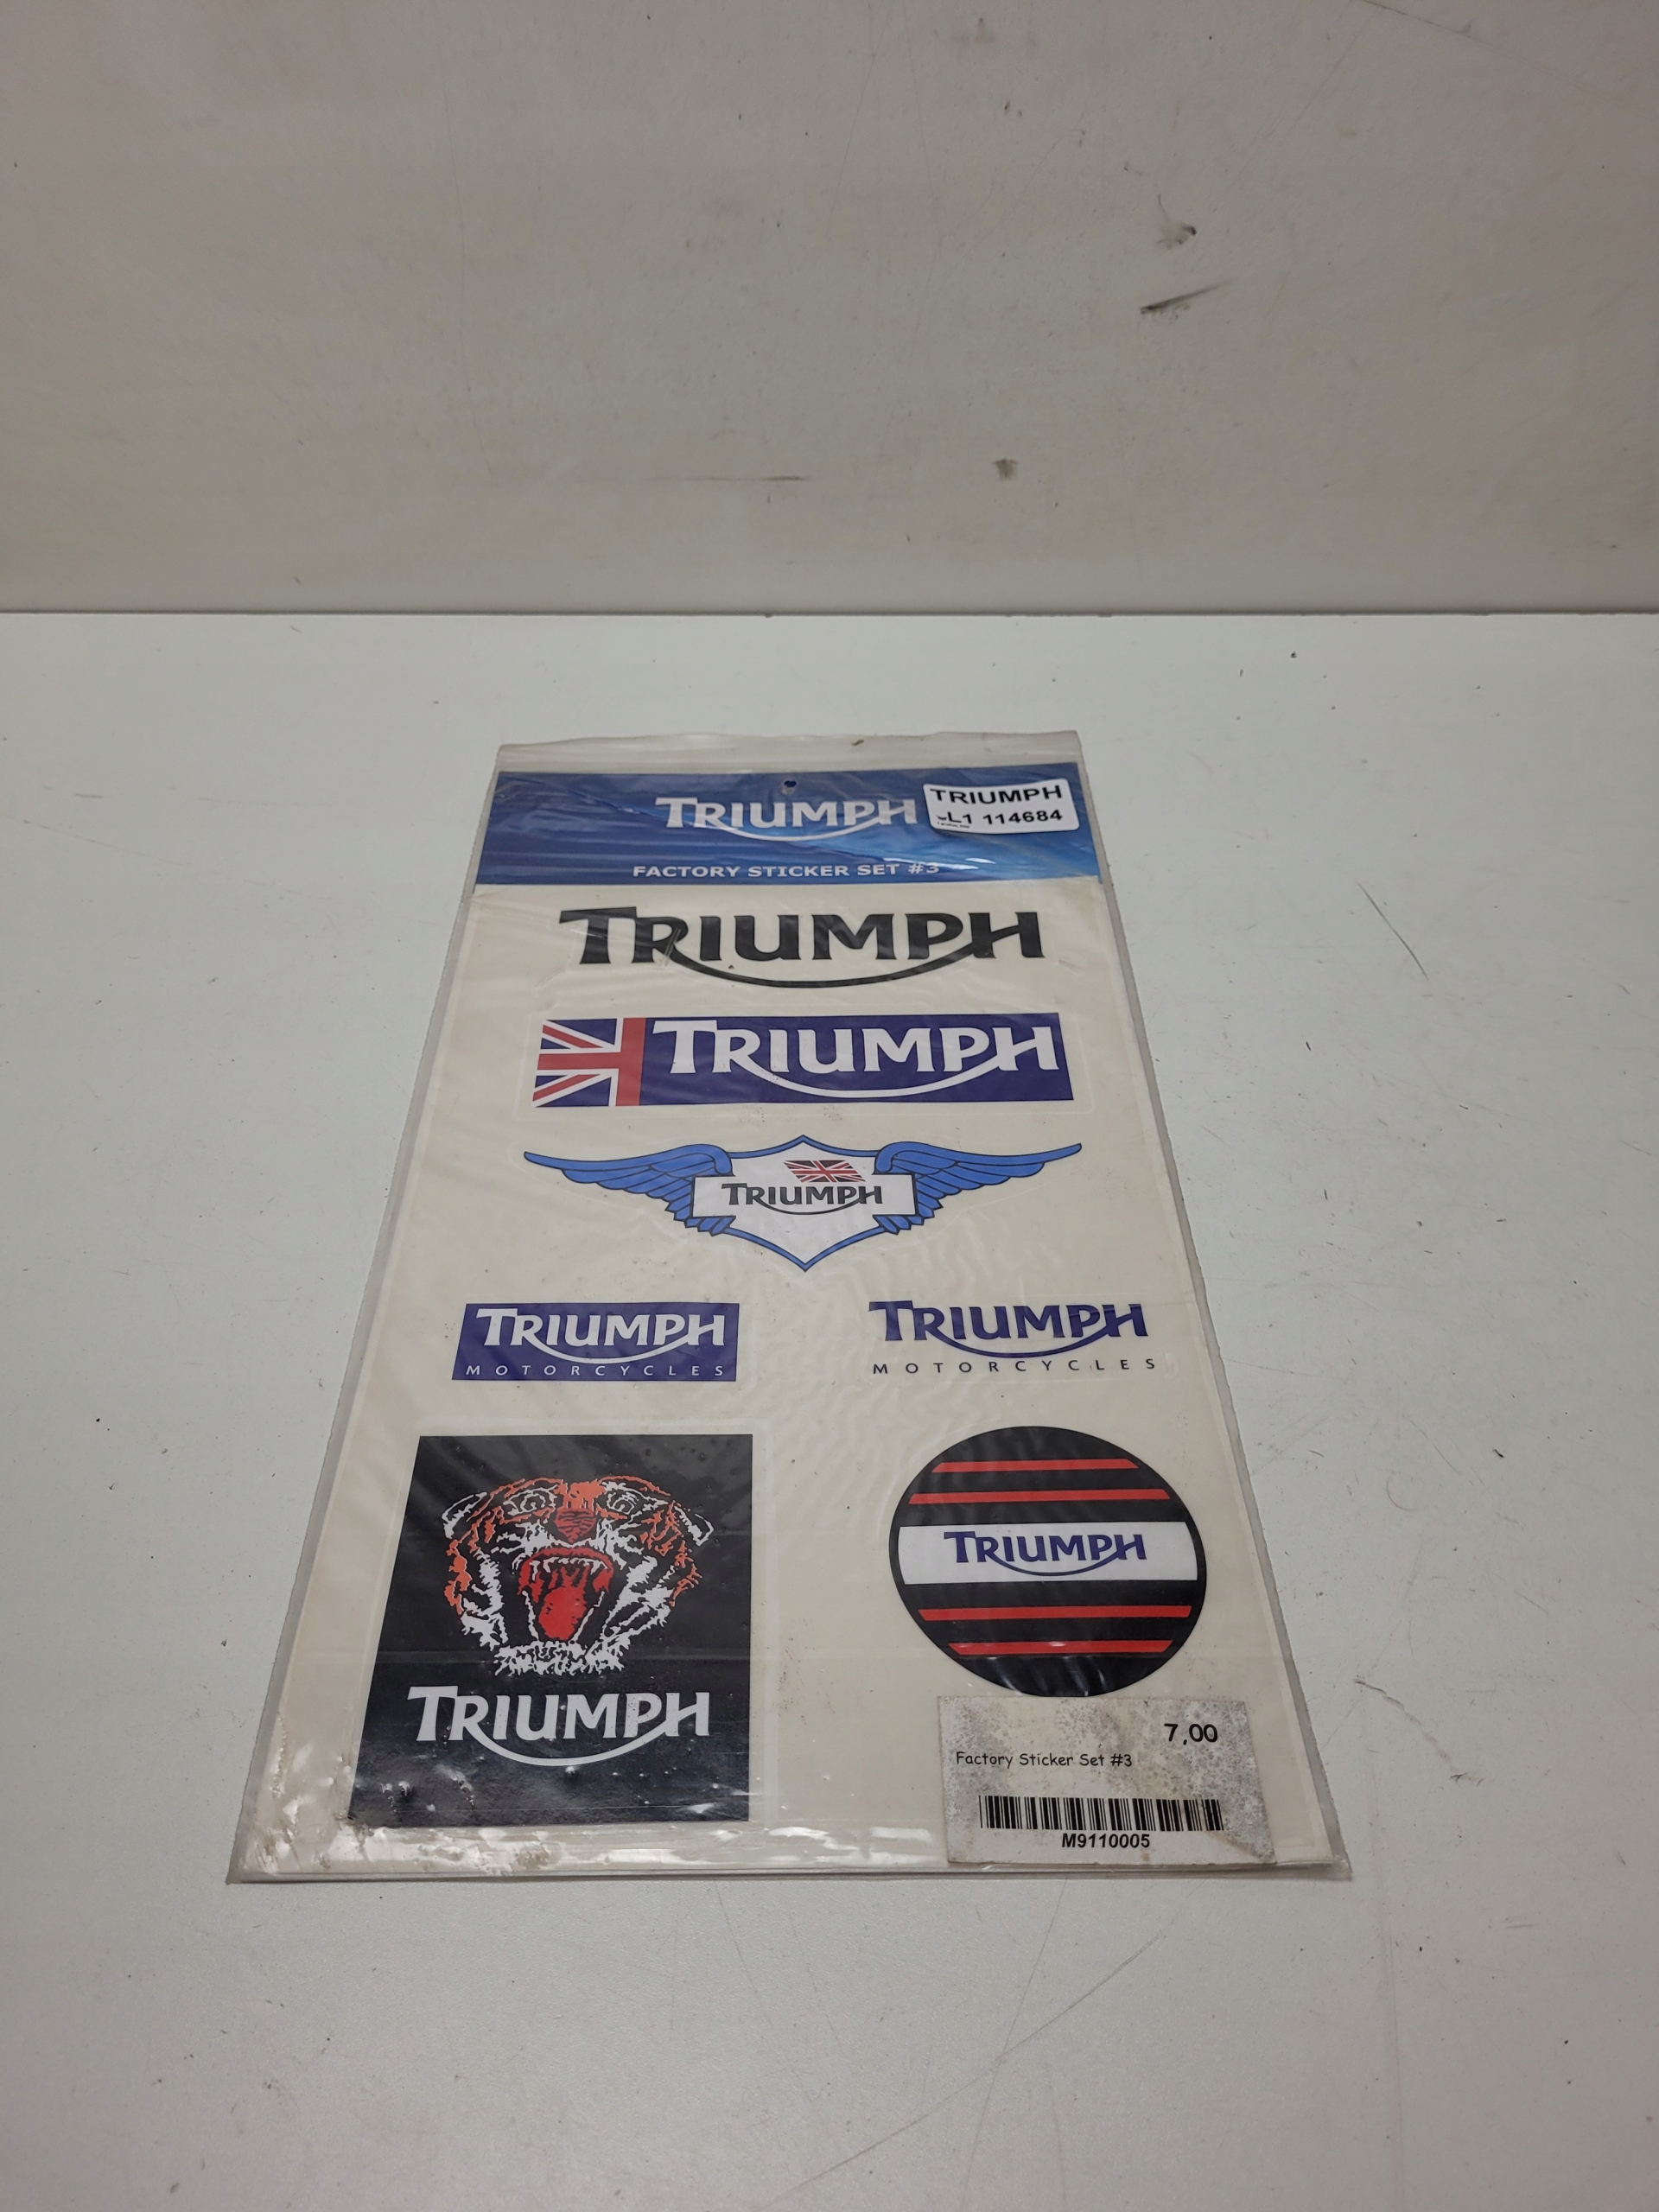 TRIUMPH
TRIUMPH
L1 114684
FACTORY STICKER SET #3
TRIUMPH
TRIUMPH
TRIUMPH
TRIUMPH
MOTORCYCLES
TRIUMPH
MOTORCYCLES
TRIUMPH
TRIUMPH
7,00
Factory Sticker Set #3
M9110005